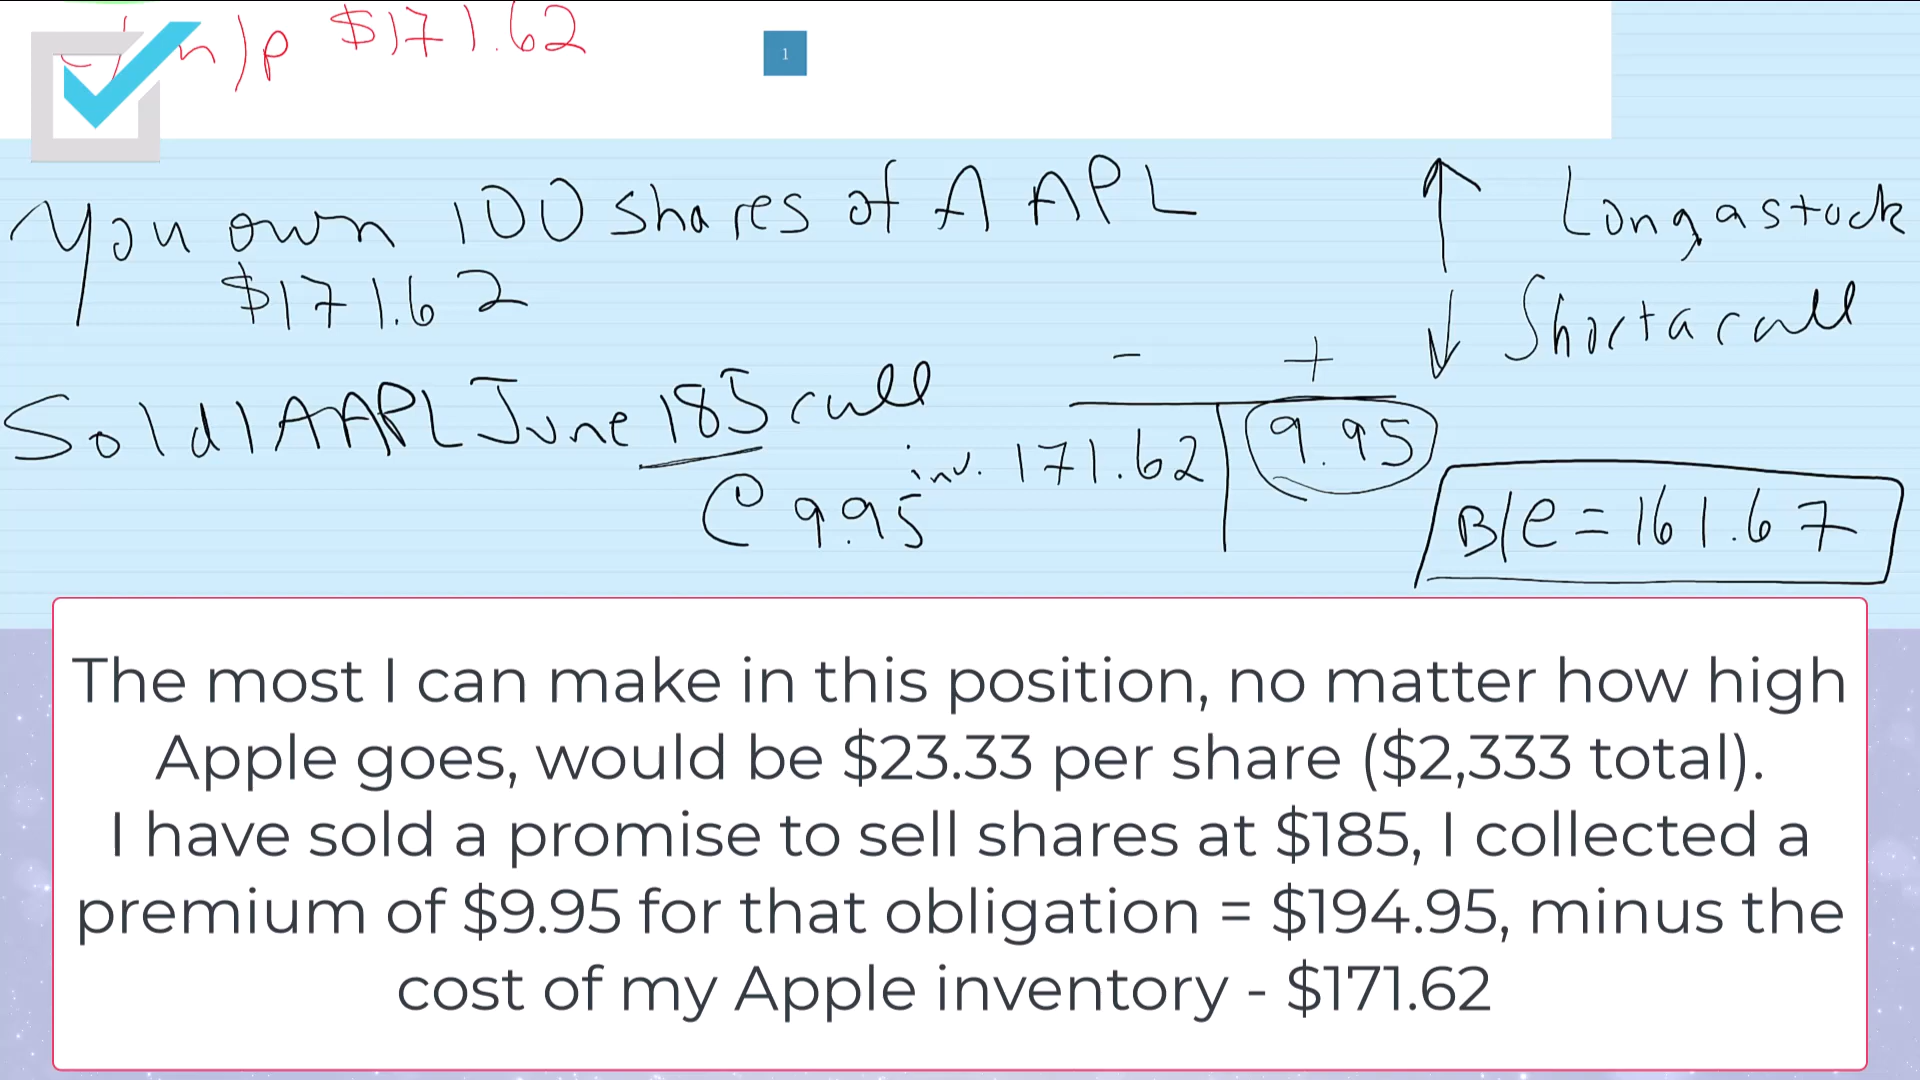 n/p $171.62
1
You own 100 shares of AAPL
$171.62
↑ Long a stock
↓ Short a call
Sold 1 AAPL June 185 call
@ 9.95
- +
inv. 171.62 9.95
B/e = 161.67
The most I can make in this position, no matter how high
Apple goes, would be $23.33 per share ($2,333 total).
I have sold a promise to sell shares at $185, I collected a
premium of $9.95 for that obligation = $194.95, minus the
cost of my Apple inventory - $171.62